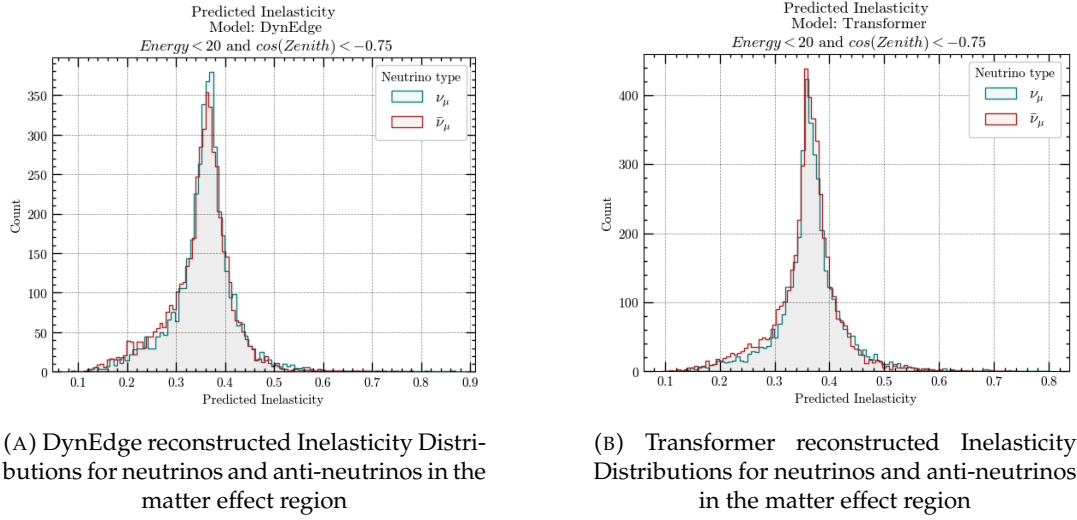 Predicted Inelasticity
Model: DynEdge
Energy < 20 and cos(Zenith) < −0.75
Neutrino type
ν_μ
ν̄_μ
350
300
250
200
150
100
50
0
Count
0.1 0.2 0.3 0.4 0.5 0.6 0.7 0.8 0.9
Predicted Inelasticity
(A) DynEdge reconstructed Inelasticity Distri-
butions for neutrinos and anti-neutrinos in the
matter effect region
Predicted Inelasticity
Model: Transformer
Energy < 20 and cos(Zenith) < −0.75
Neutrino type
ν_μ
ν̄_μ
400
300
200
100
0
Count
0.1 0.2 0.3 0.4 0.5 0.6 0.7 0.8
Predicted Inelasticity
(B) Transformer reconstructed Inelasticity
Distributions for neutrinos and anti-neutrinos
in the matter effect region